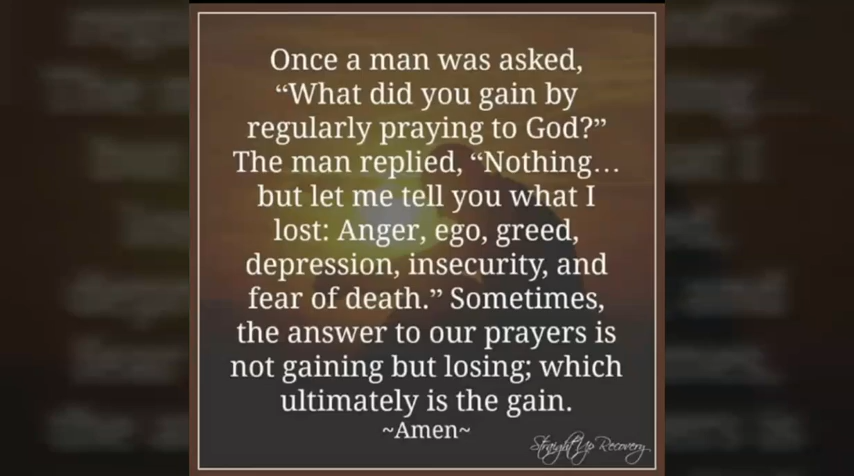 Once a man was asked,
“What did you gain by
regularly praying to God?”
The man replied, “Nothing…
but let me tell you what I
lost: Anger, ego, greed,
depression, insecurity, and
fear of death.” Sometimes,
the answer to our prayers is
not gaining but losing; which
ultimately is the gain.
~Amen~
Straight Up Recovery